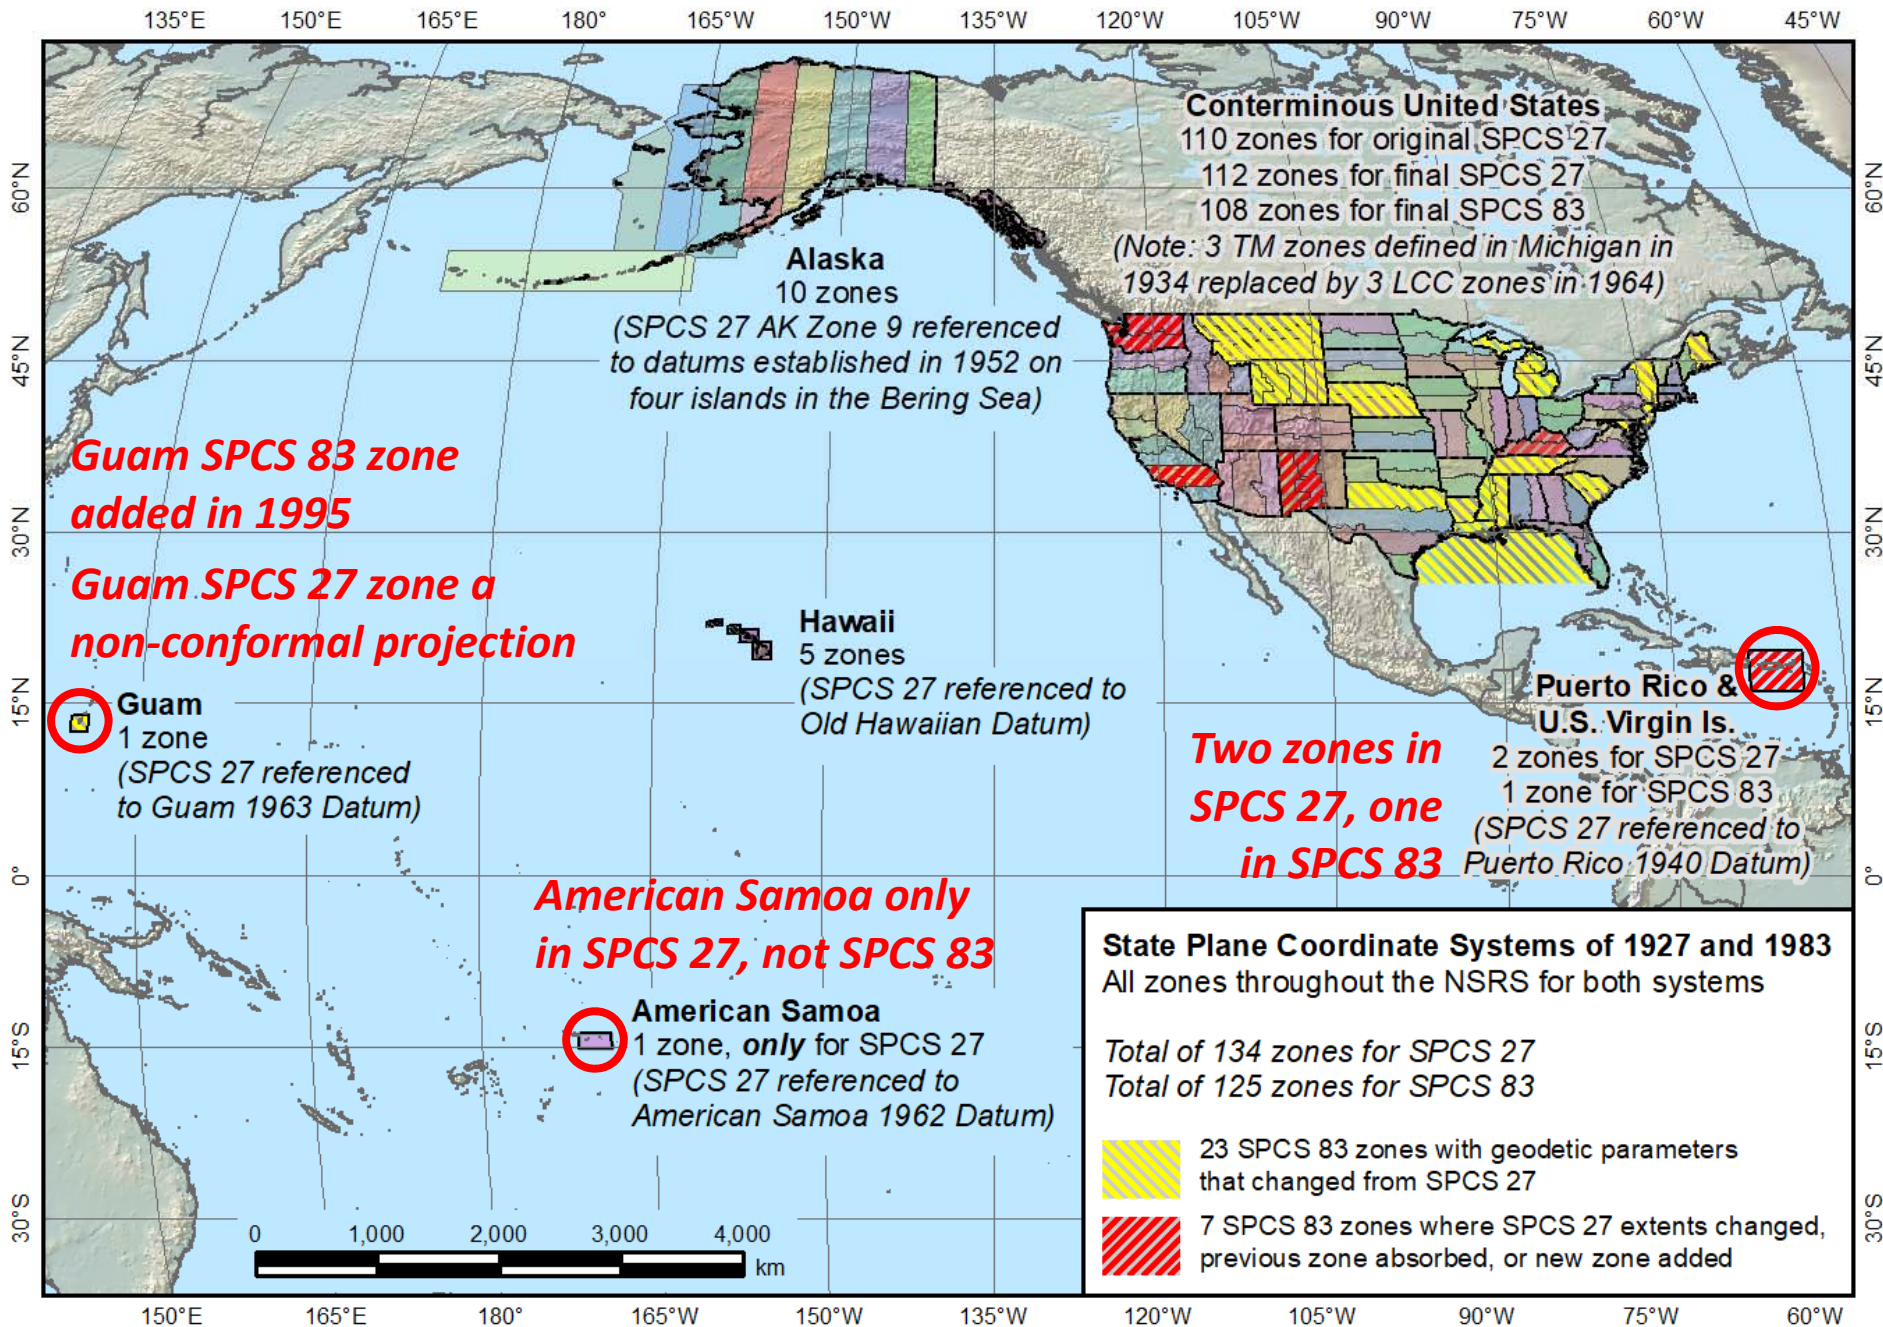 135°E 150°E 165°E 180° 165°W 150°W 135°W 120°W 105°W 90°W 75°W 60°W 45°W
Conterminous United States
110 zones for original SPCS 27
112 zones for final SPCS 27
108 zones for final SPCS 83
(Note: 3 TM zones defined in Michigan in
1934 replaced by 3 LCC zones in 1964)
60°N
60°N
Alaska
10 zones
(SPCS 27 AK Zone 9 referenced
to datums established in 1952 on
four islands in the Bering Sea)
45°N
45°N
Guam SPCS 83 zone
added in 1995
30°N
30°N
Guam SPCS 27 zone a
non-conformal projection
Hawaii
5 zones
(SPCS 27 referenced to
Old Hawaiian Datum)
15°N
15°N
Guam
1 zone
(SPCS 27 referenced
to Guam 1963 Datum)
Puerto Rico &
U.S. Virgin Is.
2 zones for SPCS 27
1 zone for SPCS 83
(SPCS 27 referenced to
Puerto Rico 1940 Datum)
Two zones in
SPCS 27, one
in SPCS 83
0°
0°
American Samoa only
in SPCS 27, not SPCS 83
American Samoa
1 zone, only for SPCS 27
(SPCS 27 referenced to
American Samoa 1962 Datum)
15°S
15°S
State Plane Coordinate Systems of 1927 and 1983
All zones throughout the NSRS for both systems
Total of 134 zones for SPCS 27
Total of 125 zones for SPCS 83
23 SPCS 83 zones with geodetic parameters
that changed from SPCS 27
7 SPCS 83 zones where SPCS 27 extents changed,
previous zone absorbed, or new zone added
30°S
30°S
0 1,000 2,000 3,000 4,000
km
150°E 165°E 180° 165°W 150°W 135°W 120°W 105°W 90°W 75°W 60°W